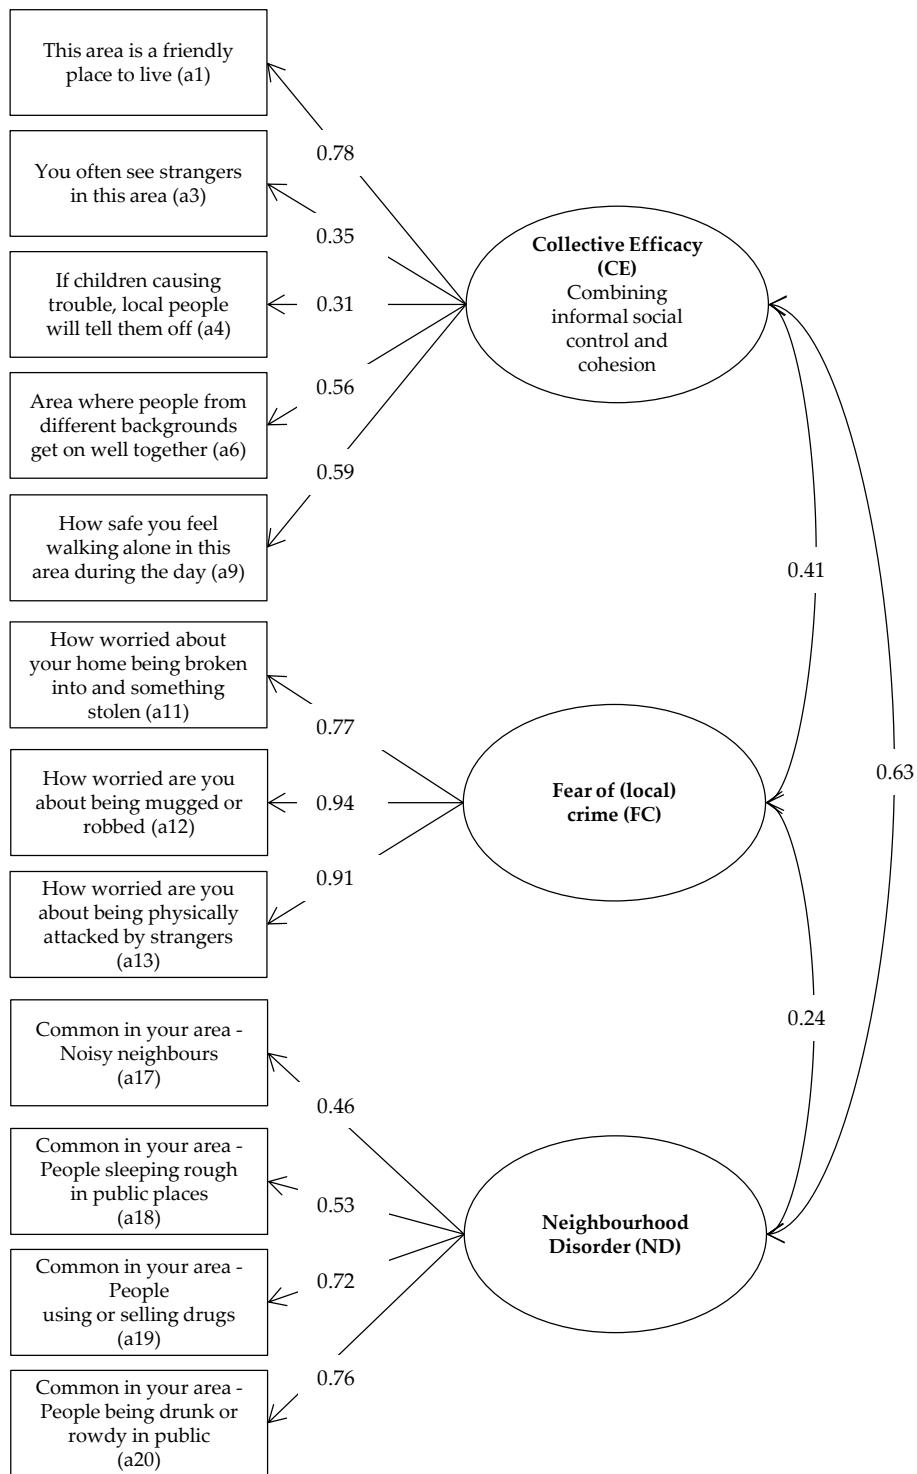 This area is a friendly
place to live (a1)
0.78
You often see strangers
in this area (a3)
0.35
If children causing
trouble, local people
will tell them off (a4)
0.31
Area where people from
different backgrounds
get on well together (a6)
0.56
How safe you feel
walking alone in this
area during the day (a9)
0.59
Collective Efficacy
(CE)
Combining
informal social
control and
cohesion
0.41
0.63
How worried about
your home being broken
into and something
stolen (a11)
0.77
How worried are you
about being mugged or
robbed (a12)
0.94
How worried are you
about being physically
attacked by strangers
(a13)
0.91
Fear of (local)
crime (FC)
0.24
Common in your area -
Noisy neighbours
(a17)
0.46
Common in your area -
People sleeping rough
in public places
(a18)
0.53
Common in your area -
People
using or selling drugs
(a19)
0.72
Common in your area -
People being drunk or
rowdy in public
(a20)
0.76
Neighbourhood
Disorder (ND)